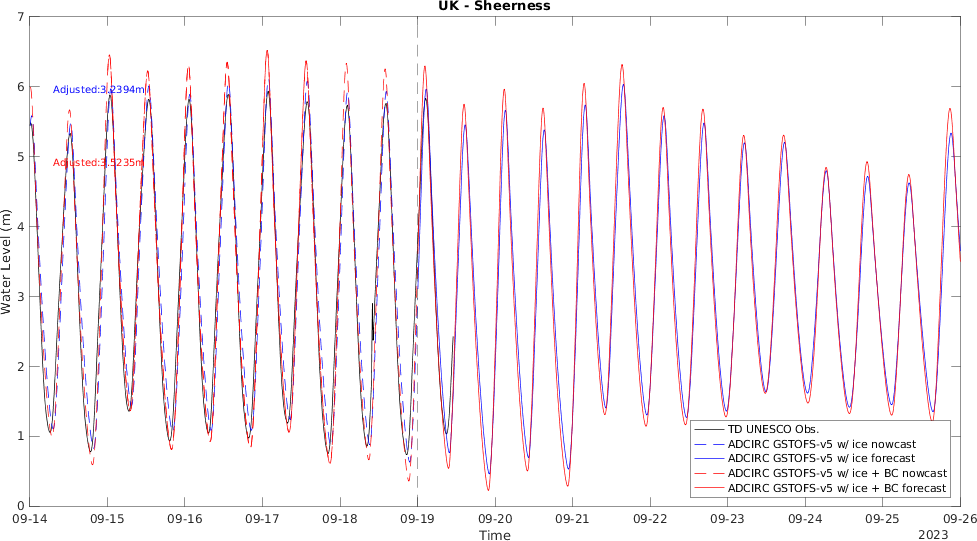 UK - Sheerness
7
6
5
4
3
2
1
0
Water Level (m)
Adjusted:3.2394m
Adjusted:3.5235m
TD UNESCO Obs.
ADCIRC GSTOFS-v5 w/ ice nowcast
ADCIRC GSTOFS-v5 w/ ice forecast
ADCIRC GSTOFS-v5 w/ ice + BC nowcast
ADCIRC GSTOFS-v5 w/ ice + BC forecast
09-14 09-15 09-16 09-17 09-18 09-19 09-20 09-21 09-22 09-23 09-24 09-25 09-26
Time
2023